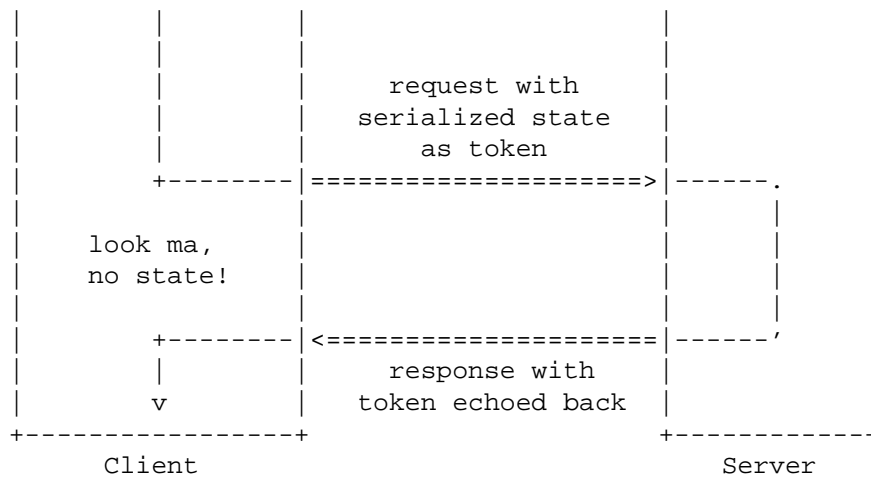 request with
serialized state
as token
look ma,
no state!
response with
token echoed back
Client
Server